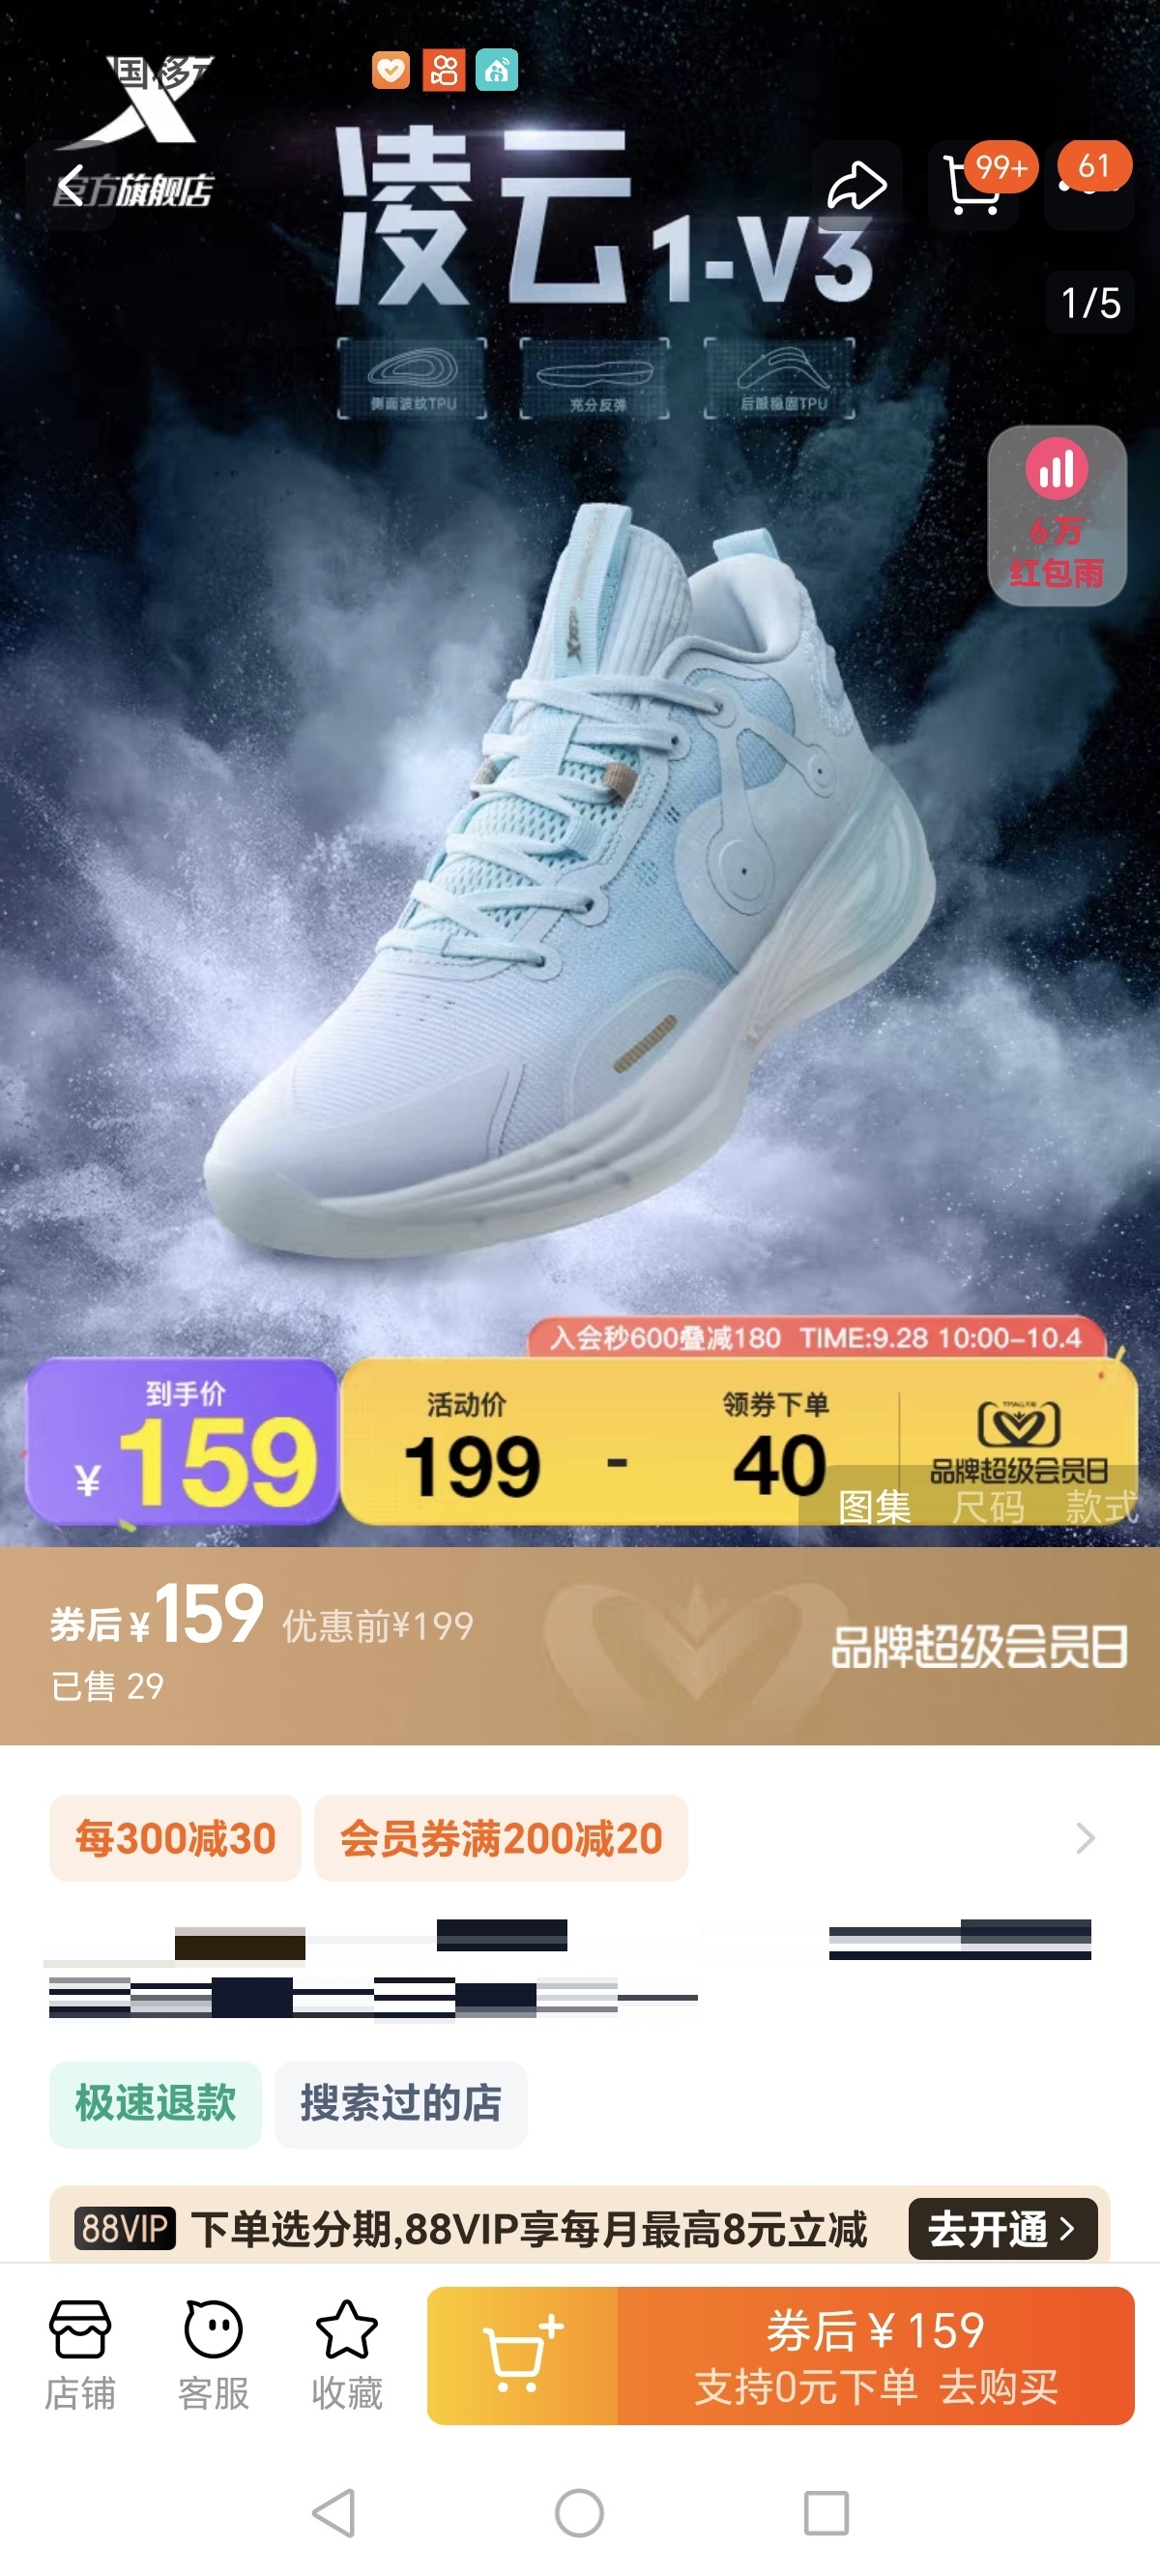 官方旗舰店
凌云1-V3
99+
61
1/5
侧面波纹TPU
充分反弹
后跟稳固TPU
6万
红包雨
入会秒600叠减180 TIME:9.28 10:00-10.4
到手价
¥159
活动价
199
-
领券下单
40
品牌超级会员日
图集 尺码 款式
券后¥159 优惠前¥199
已售 29
品牌超级会员日
每300减30
会员券满200减20
极速退款
搜索过的店
88VIP 下单选分期,88VIP享每月最高8元立减
去开通
店铺
客服
收藏
券后¥159
支持0元下单 去购买